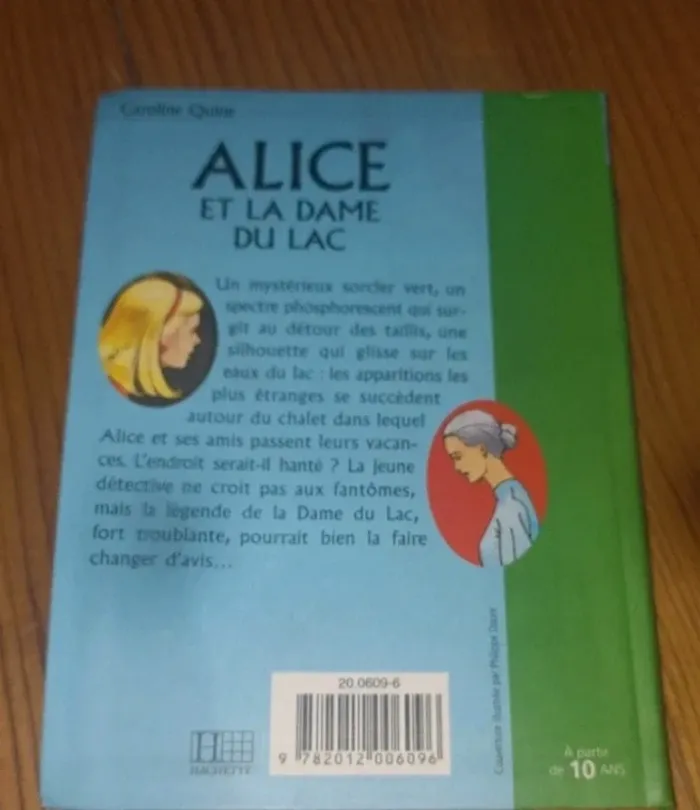 Caroline Quine
ALICE
ET LA DAME
DU LAC
Un mystérieux sorcier vert, un
spectre phosphorescent qui sur-
git au détour des taillis, une
silhouette qui glisse sur les
eaux du lac : les apparitions les
plus étranges se succèdent
autour du chalet dans lequel
Alice et ses amis passent leurs vacan-
ces. L'endroit serait-il hanté ? La jeune
détective ne croit pas aux fantômes,
mais la légende de la Dame du Lac,
fort troublante, pourrait bien la faire
changer d'avis...
Couverture illustrée par Philippe
20.0609-6
9 782012 006096
H
HACHETTE
À partir
de 10 ANS